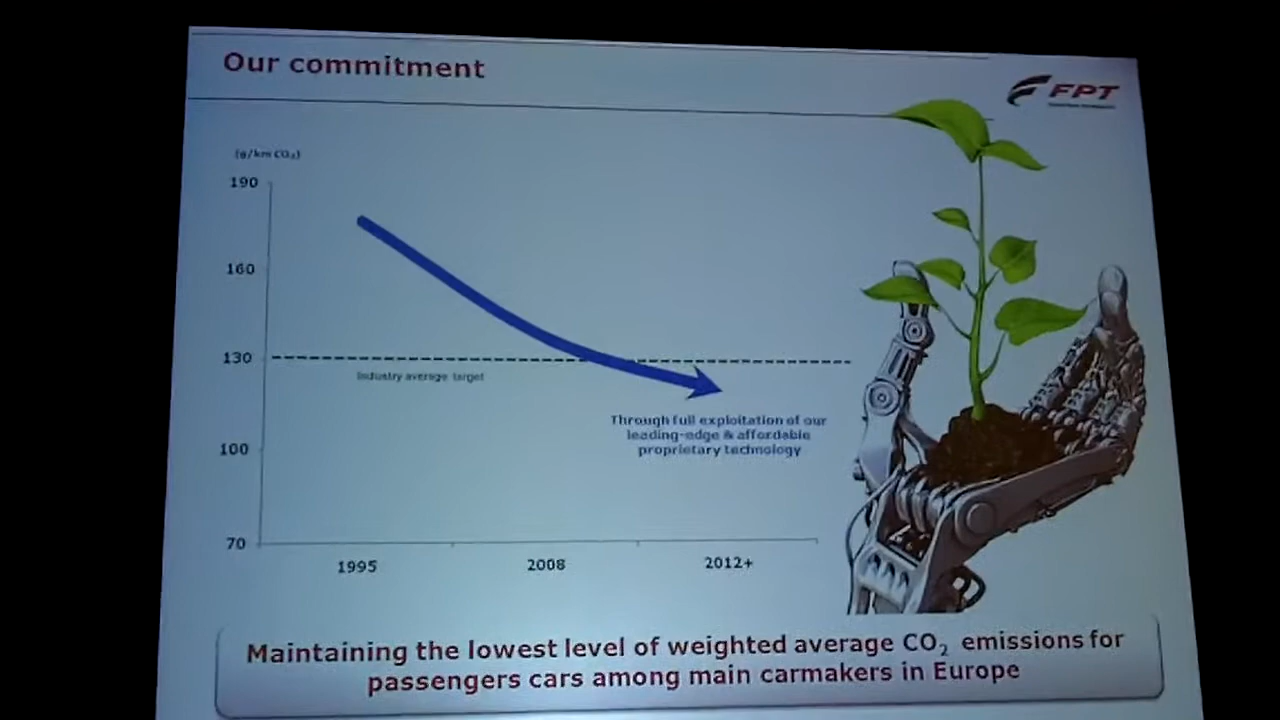 Our commitment
FPT
(g/km CO₂)
190
160
130
Industry average target
Through full exploitation of our
leading-edge & affordable
proprietary technology
100
70
1995 2008 2012+
Maintaining the lowest level of weighted average CO₂ emissions for
passengers cars among main carmakers in Europe